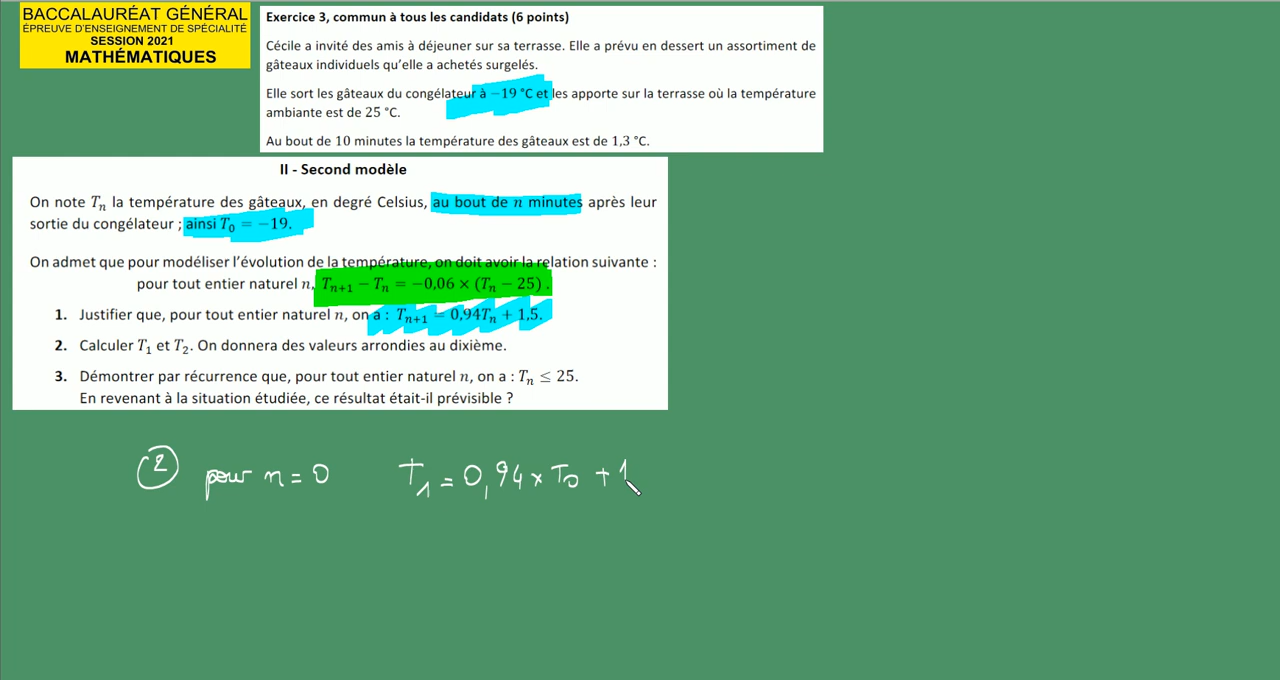 BACCALAURÉAT GÉNÉRAL
ÉPREUVE D'ENSEIGNEMENT DE SPÉCIALITÉ
SESSION 2021
MATHÉMATIQUES
Exercice 3, commun à tous les candidats (6 points)
Cécile a invité des amis à déjeuner sur sa terrasse. Elle a prévu en dessert un assortiment de
gâteaux individuels qu'elle a achetés surgelés.
Elle sort les gâteaux du congélateur à −19 °C et les apporte sur la terrasse où la température
ambiante est de 25 °C.
Au bout de 10 minutes la température des gâteaux est de 1,3 °C.
II - Second modèle
On note Tₙ la température des gâteaux, en degré Celsius, au bout de n minutes après leur
sortie du congélateur ; ainsi T₀ = −19.
On admet que pour modéliser l'évolution de la température, on doit avoir la relation suivante :
pour tout entier naturel n, Tₙ₊₁ − Tₙ = −0,06 × (Tₙ − 25) .
1. Justifier que, pour tout entier naturel n, on a : Tₙ₊₁ = 0,94Tₙ + 1,5.
2. Calculer T₁ et T₂. On donnera des valeurs arrondies au dixième.
3. Démontrer par récurrence que, pour tout entier naturel n, on a : Tₙ ≤ 25.
En revenant à la situation étudiée, ce résultat était-il prévisible ?
② pour n = 0 T₁ = 0,94 × T₀ + 1